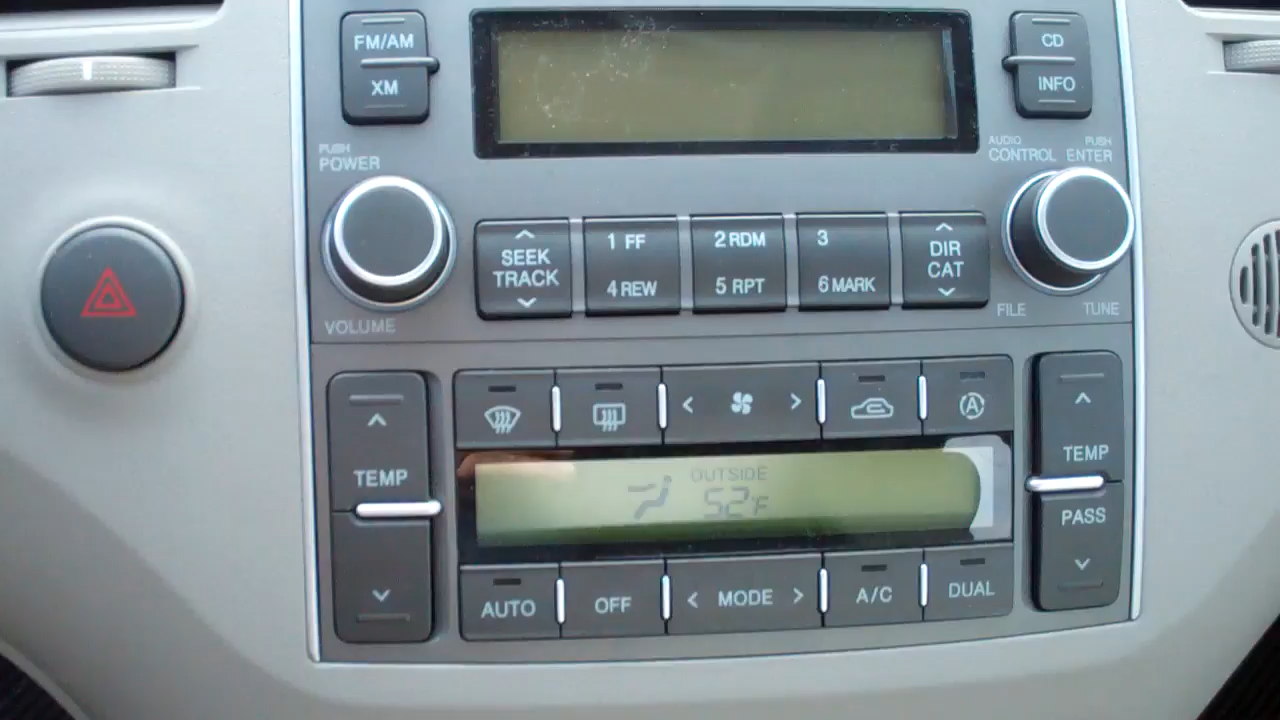 FM/AM
XM
CD
INFO
PUSH
POWER
AUDIO
CONTROL
PUSH
ENTER
SEEK
TRACK
1 FF
4 REW
2 RDM
5 RPT
3
6 MARK
DIR
CAT
VOLUME
FILE
TUNE
TEMP
A
TEMP
PASS
OUTSIDE
52°F
AUTO
OFF
< MODE >
A/C
DUAL